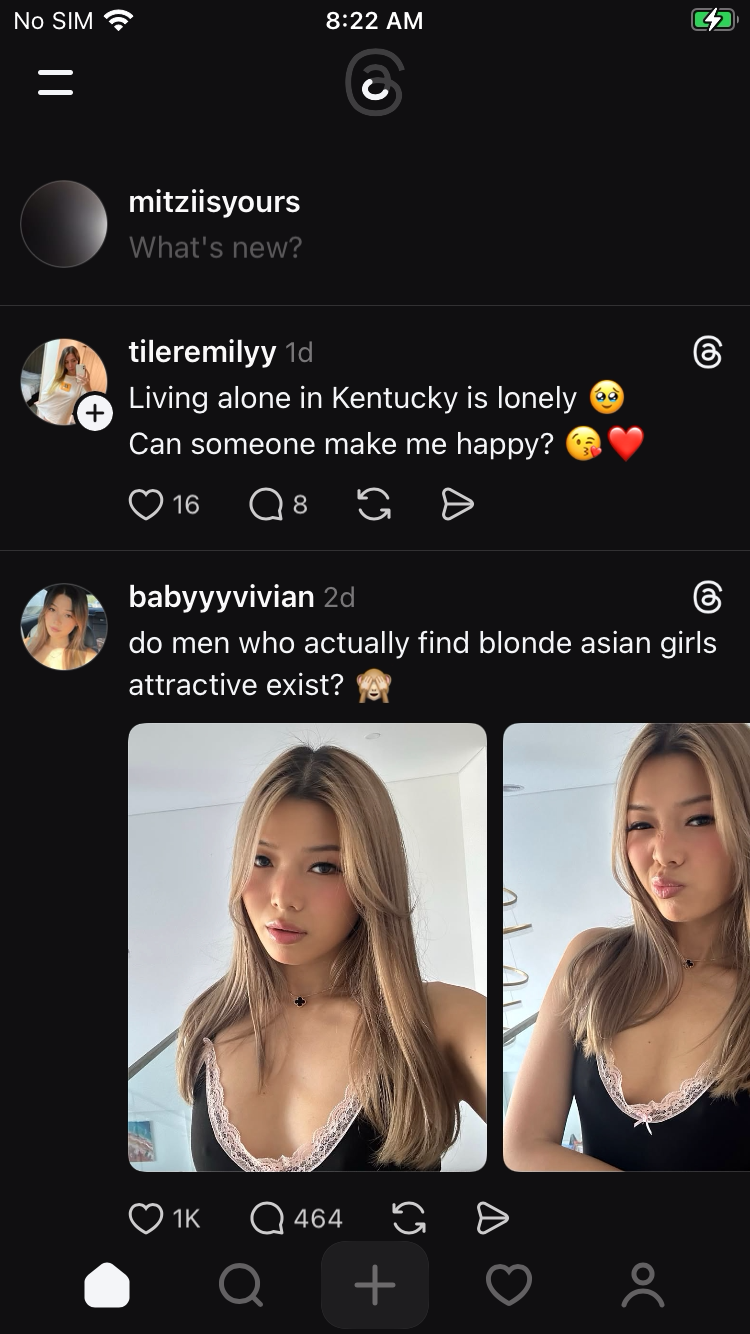 No SIM 8:22 AM
mitziisyours
What's new?
tileremilyy 1d
Living alone in Kentucky is lonely 🥹
Can someone make me happy? 😘❤️
16 8
babyyyvivian 2d
do men who actually find blonde asian girls
attractive exist? 🙈
1K 464